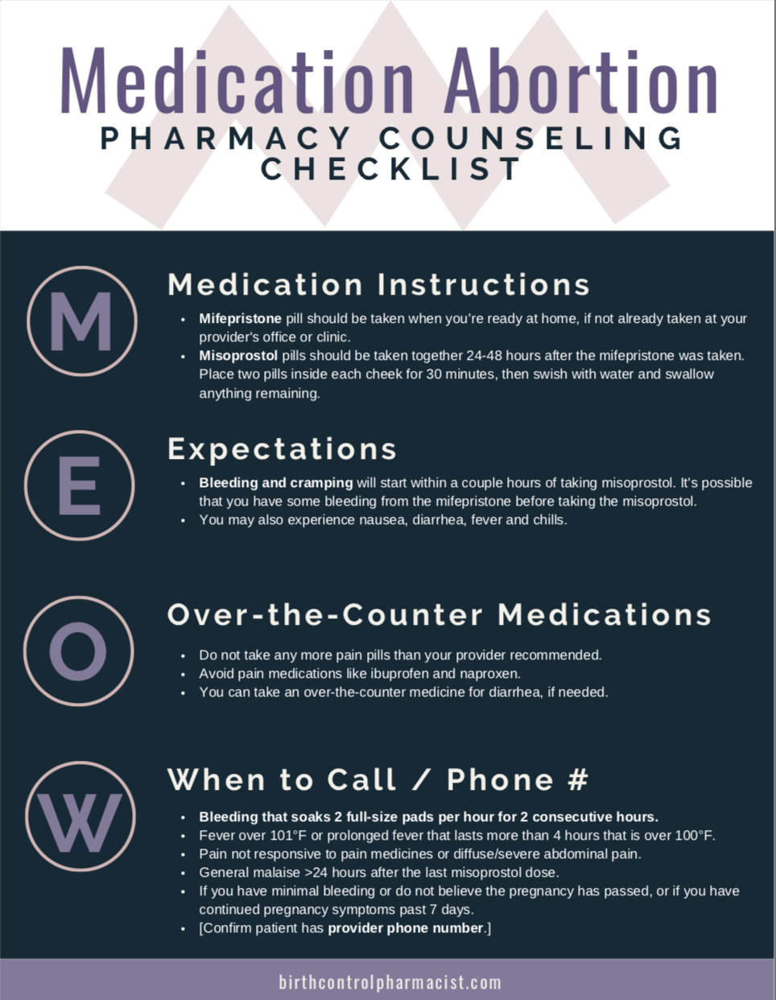 Medication Abortion
PHARMACY COUNSELING
CHECKLIST
M
Medication Instructions
• Mifepristone pill should be taken when you're ready at home, if not already taken at your
provider's office or clinic.
• Misoprostol pills should be taken together 24-48 hours after the mifepristone was taken.
Place two pills inside each cheek for 30 minutes, then swish with water and swallow
anything remaining.
E
Expectations
• Bleeding and cramping will start within a couple hours of taking misoprostol. It's possible
that you have some bleeding from the mifepristone before taking the misoprostol.
• You may also experience nausea, diarrhea, fever and chills.
O
Over-the-Counter Medications
• Do not take any more pain pills than your provider recommended.
• Avoid pain medications like ibuprofen and naproxen.
• You can take an over-the-counter medicine for diarrhea, if needed.
W
When to Call / Phone #
• Bleeding that soaks 2 full-size pads per hour for 2 consecutive hours.
• Fever over 101°F or prolonged fever that lasts more than 4 hours that is over 100°F.
• Pain not responsive to pain medicines or diffuse/severe abdominal pain.
• General malaise >24 hours after the last misoprostol dose.
• If you have minimal bleeding or do not believe the pregnancy has passed, or if you have
continued pregnancy symptoms past 7 days.
• [Confirm patient has provider phone number.]
birthcontrolpharmacist.com